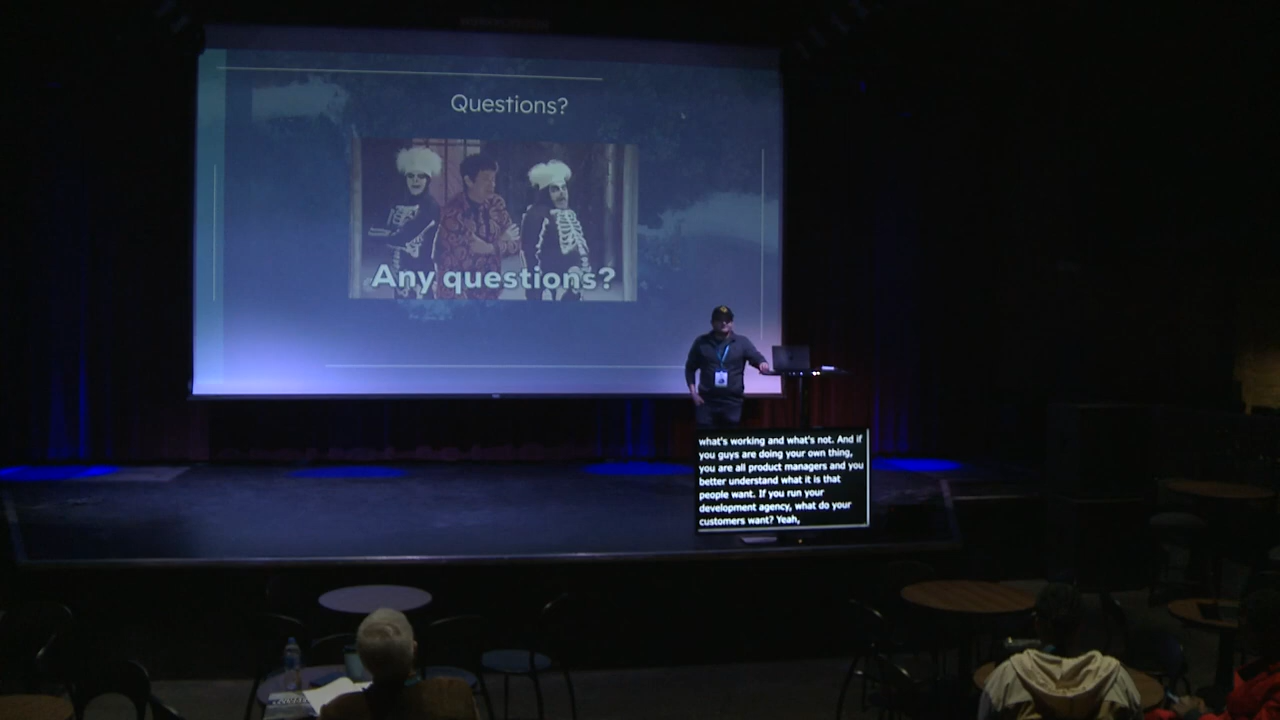 Questions?
Any questions?
what's working and what's not. And if
you guys are doing your own thing,
you are all product managers and you
better understand what it is that
people want. If you run your
development agency, what do your
customers want? Yeah,